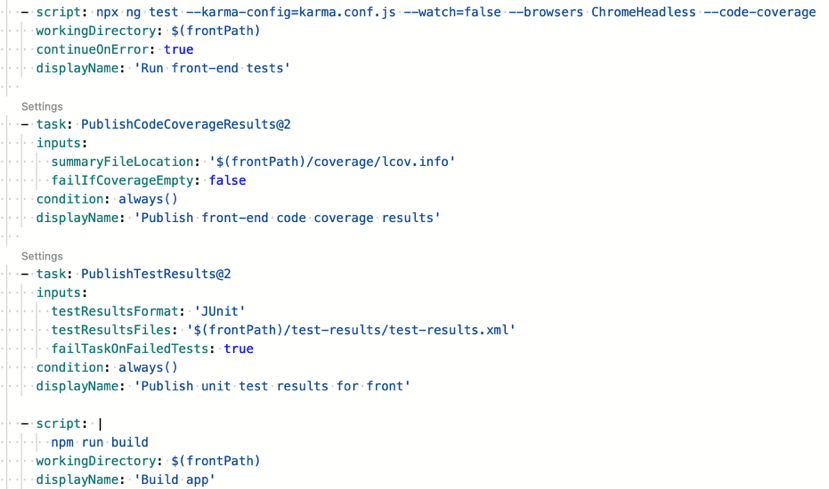 - script: npx ng test --karma-config=karma.conf.js --watch=false --browsers ChromeHeadless --code-coverage
workingDirectory: $(frontPath)
continueOnError: true
displayName: 'Run front-end tests'
Settings
- task: PublishCodeCoverageResults@2
inputs:
summaryFileLocation: '$(frontPath)/coverage/lcov.info'
failIfCoverageEmpty: false
condition: always()
displayName: 'Publish front-end code coverage results'
Settings
- task: PublishTestResults@2
inputs:
testResultsFormat: 'JUnit'
testResultsFiles: '$(frontPath)/test-results/test-results.xml'
failTaskOnFailedTests: true
condition: always()
displayName: 'Publish unit test results for front'
- script: |
npm run build
workingDirectory: $(frontPath)
displayName: 'Build app'